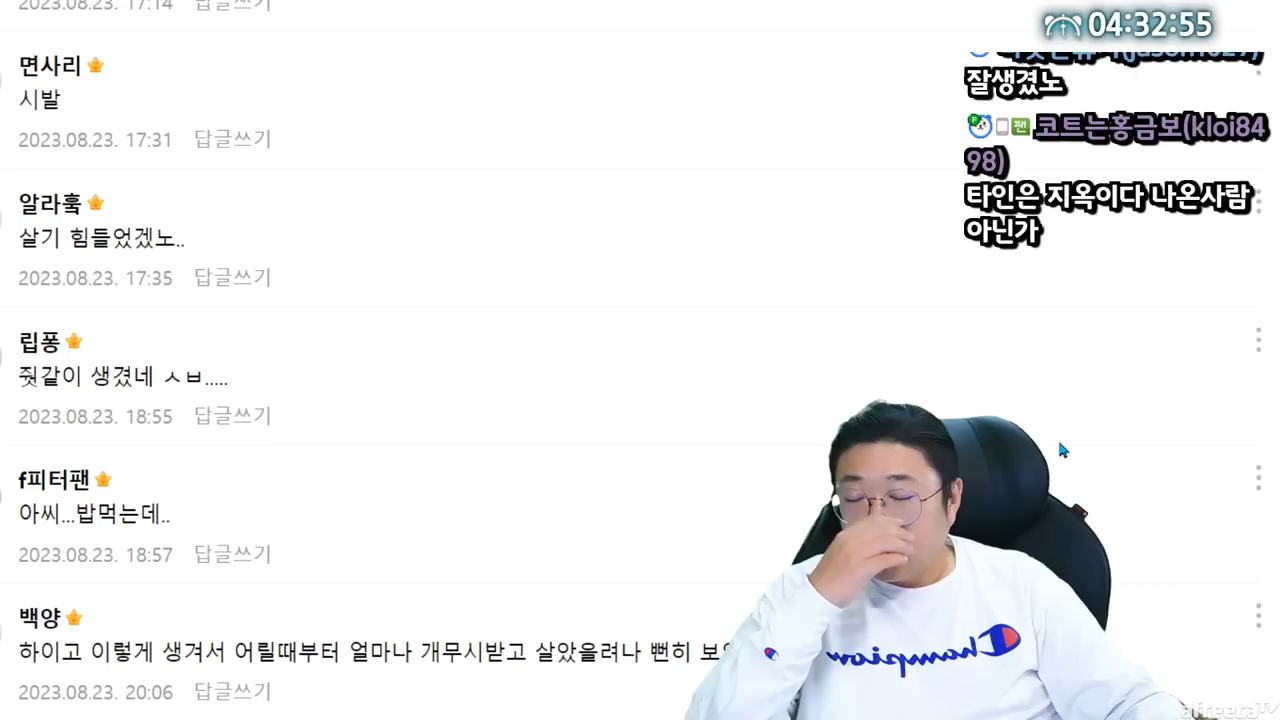 2023.08.23. 17:14 답글쓰기
04:32:55
면사리
시발
2023.08.23. 17:31 답글쓰기
잘생겼노
팬 코트는홍금보(kloi84
98)
타인은 지옥이다 나온사람
아닌가
알라훅
살기 힘들었겠노..
2023.08.23. 17:35 답글쓰기
립퐁
줫같이 생겼네 ㅅㅂ.....
2023.08.23. 18:55 답글쓰기
f피터팬
아씨...밥먹는데..
2023.08.23. 18:57 답글쓰기
백양
하이고 이렇게 생겨서 어릴때부터 얼마나 개무시받고 살았을려나 뻔히
2023.08.23. 20:06 답글쓰기
Champion
afreecaTV